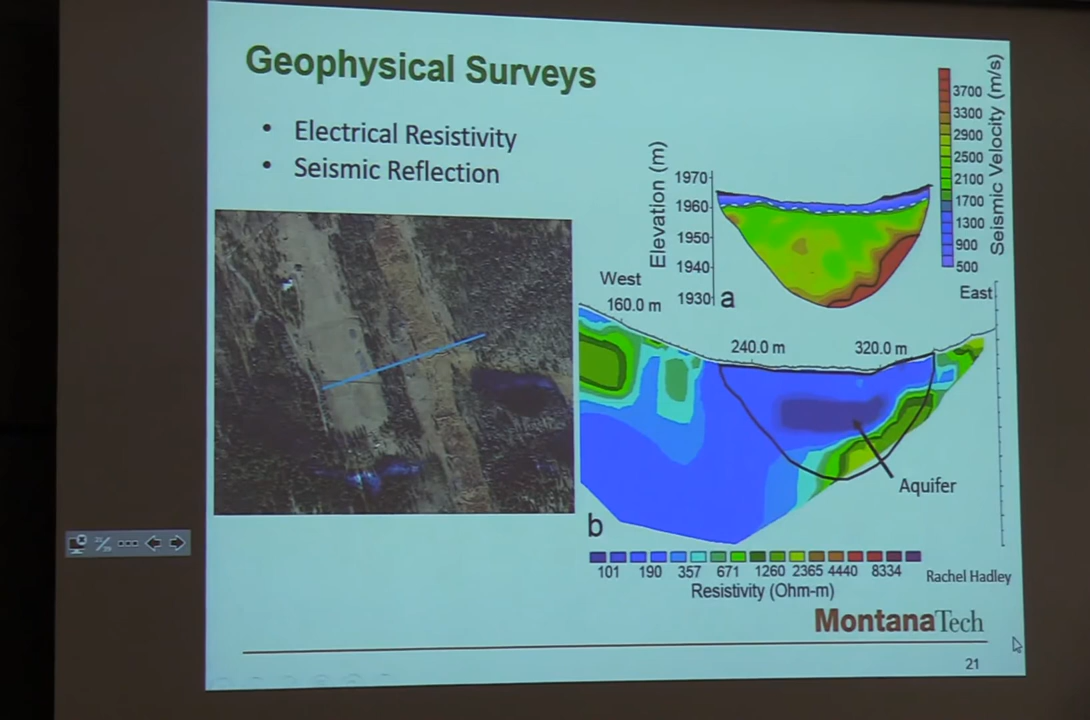 Geophysical Surveys
• Electrical Resistivity
• Seismic Reflection
Seismic Velocity (m/s)
3700
3300
2900
2500
2100
1700
1300
900
500
Elevation (m)
1970
1960
1950
1940
1930
a
West
East
160.0 m
240.0 m
320.0 m
Aquifer
b
101 190 357 671 1260 2365 4440 8334
Resistivity (Ohm-m)
Rachel Hadley
MontanaTech
21